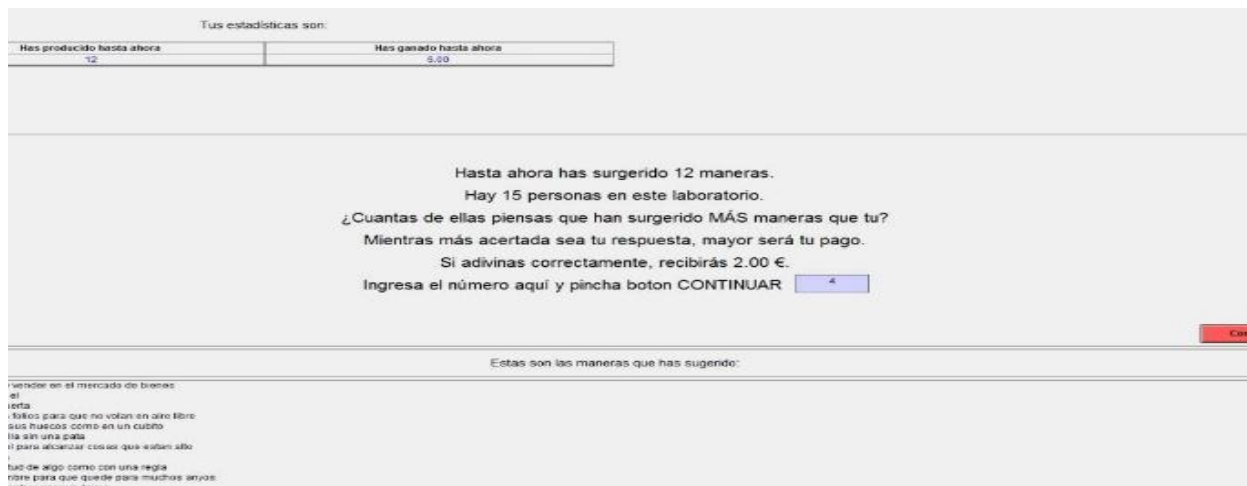 Tus estadísticas son:
Has producido hasta ahora Has ganado hasta ahora
12 6.00
Hasta ahora has surgerido 12 maneras.
Hay 15 personas en este laboratorio.
¿Cuantas de ellas piensas que han surgerido MÁS maneras que tu?
Mientras más acertada sea tu respuesta, mayor será tu pago.
Si adivinas correctamente, recibirás 2.00 €.
Ingresa el número aquí y pincha boton CONTINUAR 4
Con
Estas son las maneras que has sugerido:
vender en el mercado de bienes
el
erta
folios para que no volan en aire libre
sus huecos como en un cubito
lla sin una pata
l para alcanzar cosas que estan alto
tud de algo como con una regla
mbre para que quede para muchos anyos